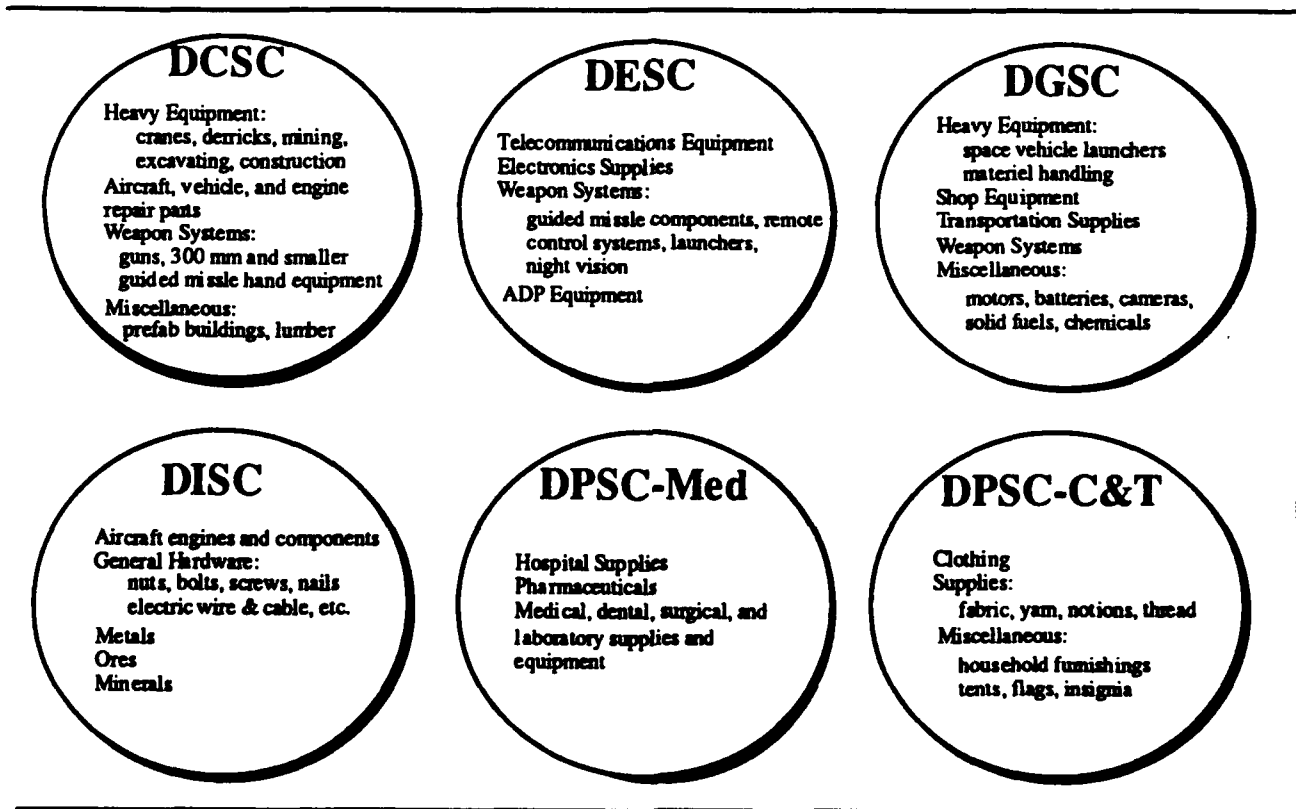 DCSC
Heavy Equipment:
cranes, derricks, mining,
excavating, construction
Aircraft, vehicle, and engine
repair parts
Weapon Systems:
guns, 300 mm and smaller
guided missle hand equipment
Miscellaneous:
prefab buildings, lumber
DESC
Telecommunications Equipment
Electronics Supplies
Weapon Systems:
guided missle components, remote
control systems, launchers,
night vision
ADP Equipment
DGSC
Heavy Equipment:
space vehicle launchers
materiel handling
Shop Equipment
Transportation Supplies
Weapon Systems
Miscellaneous:
motors, batteries, cameras,
solid fuels, chemicals
DISC
Aircraft engines and components
General Hardware:
nuts, bolts, screws, nails
electric wire & cable, etc.
Metals
Ores
Minerals
DPSC-Med
Hospital Supplies
Pharmaceuticals
Medical, dental, surgical, and
laboratory supplies and
equipment
DPSC-C&T
Clothing
Supplies:
fabric, yarn, notions, thread
Miscellaneous:
household furnishings
tents, flags, insignia